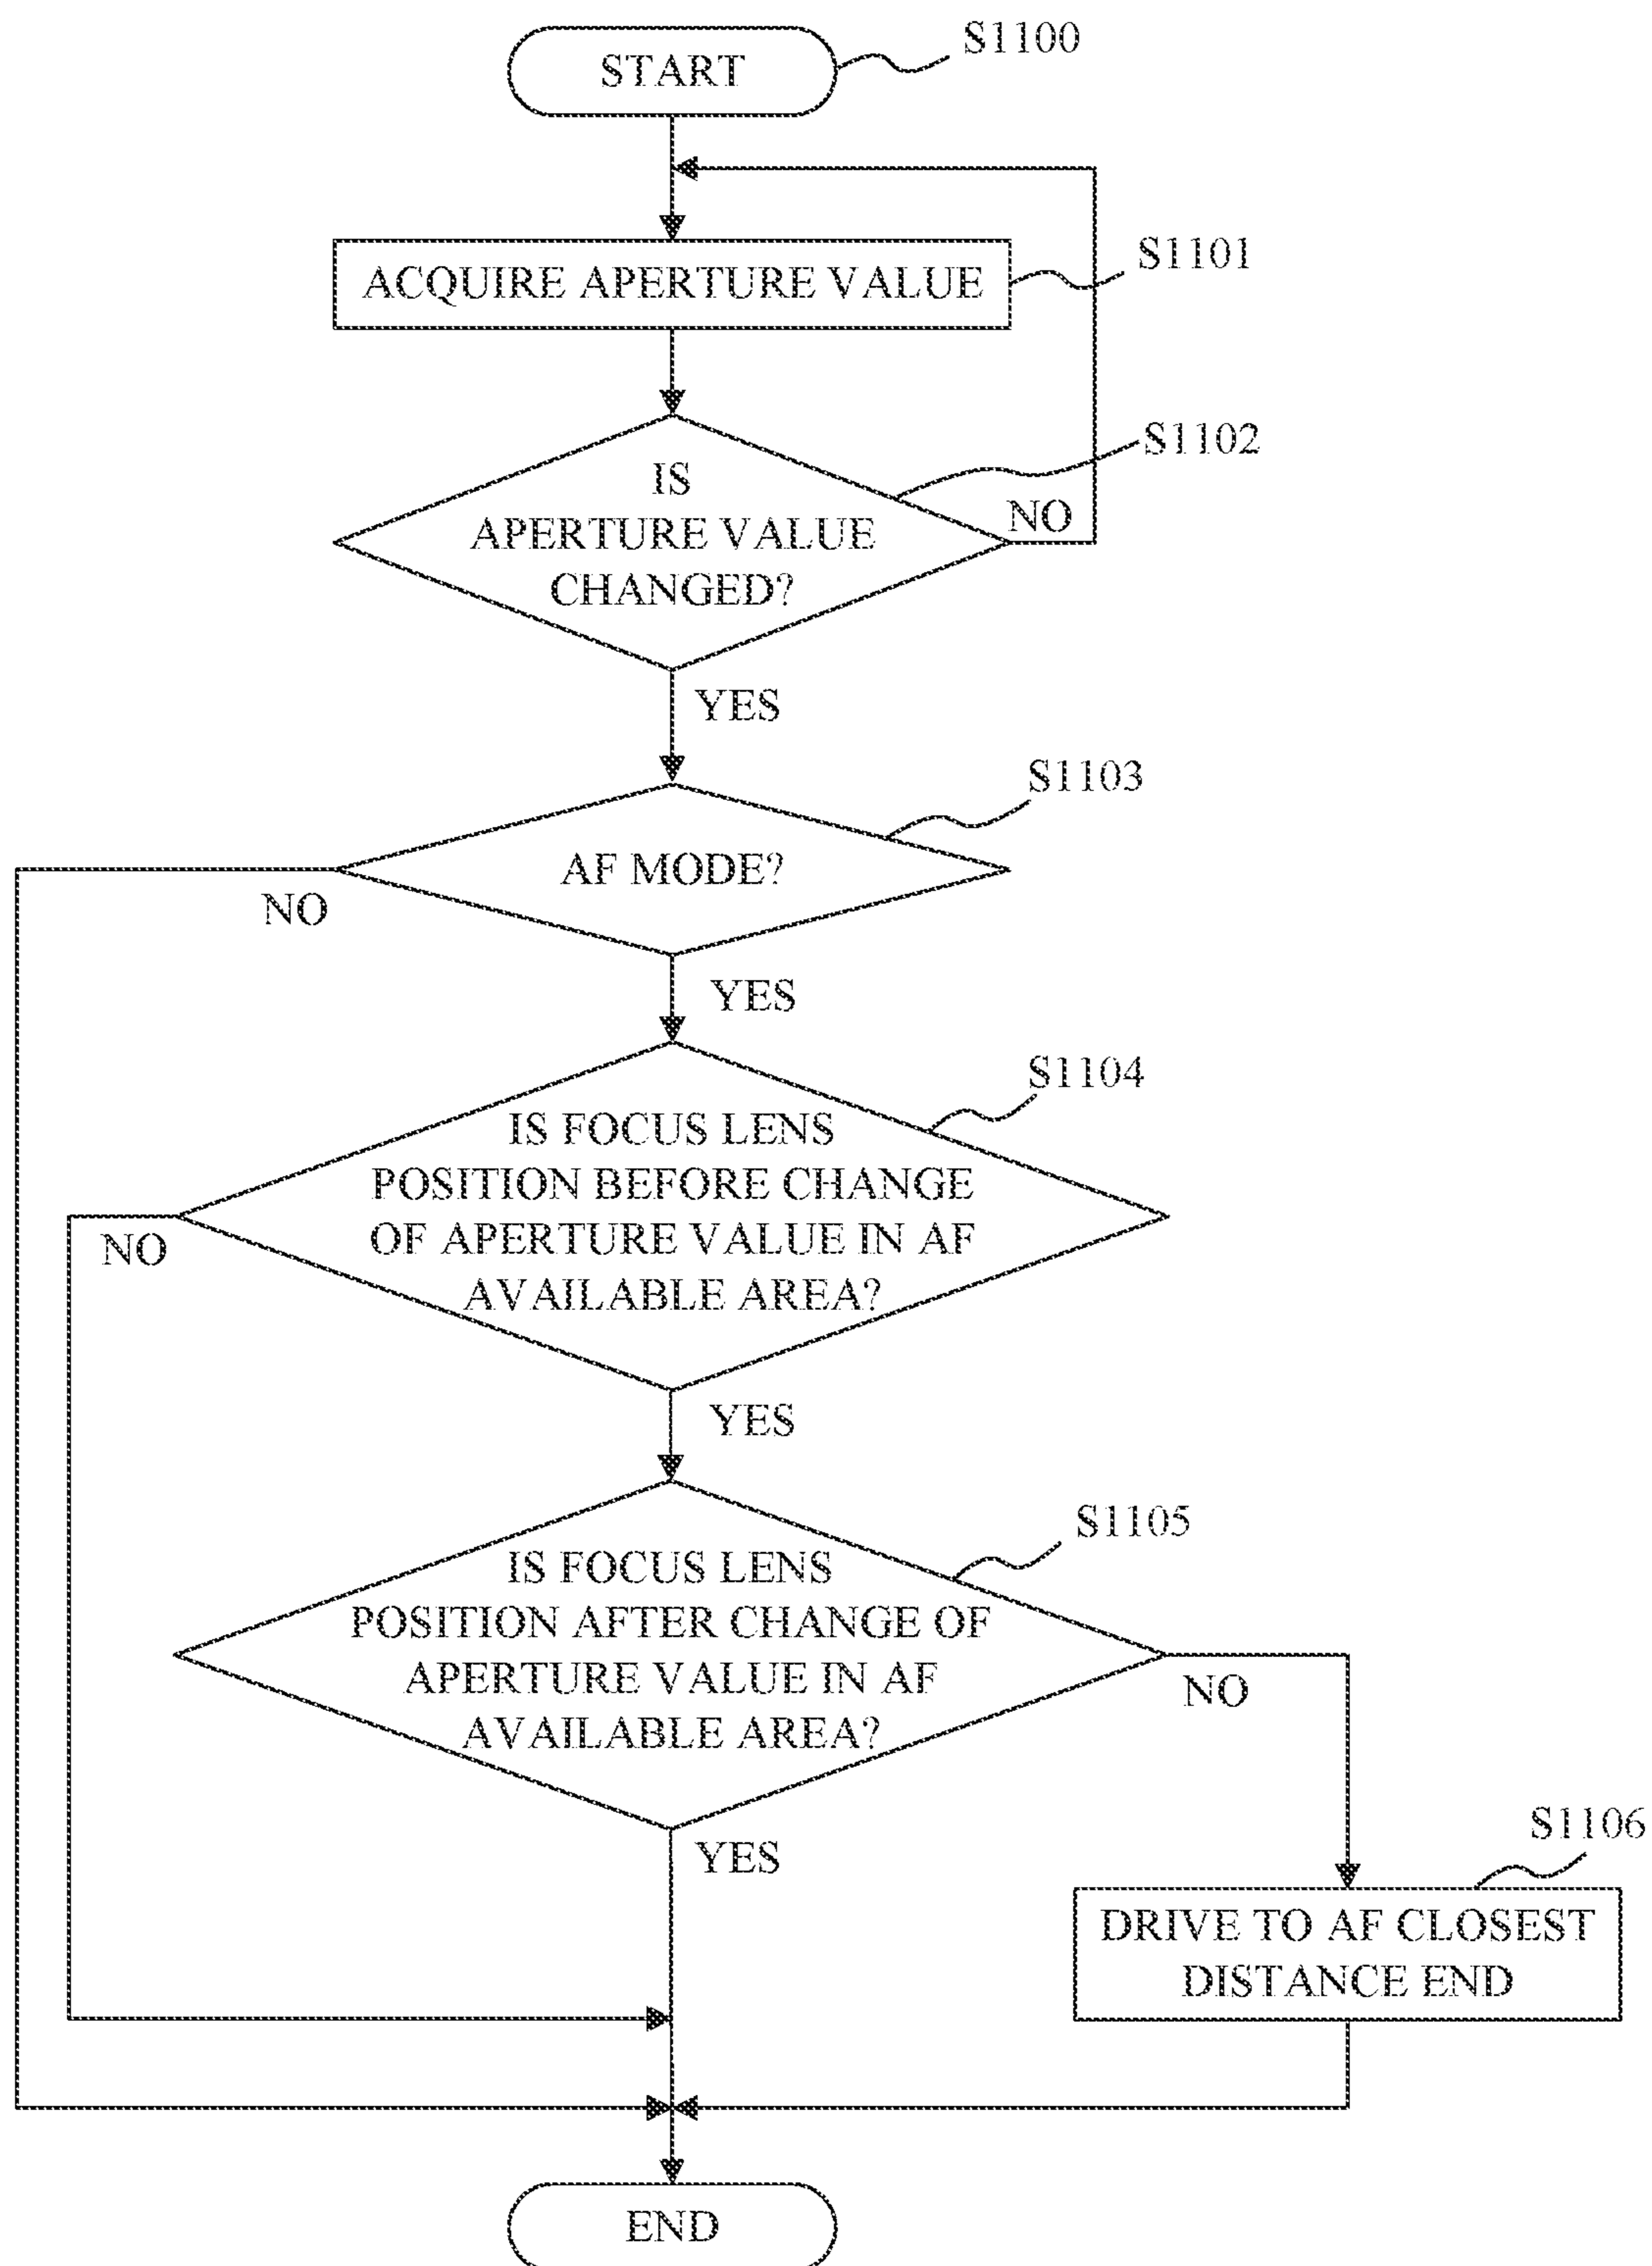 START
S1100
ACQUIRE APERTURE VALUE
S1101
IS
APERTURE VALUE
CHANGED?
S1102
NO
YES
AF MODE?
S1103
NO
YES
IS FOCUS LENS
POSITION BEFORE CHANGE
OF APERTURE VALUE IN AF
AVAILABLE AREA?
S1104
NO
YES
IS FOCUS LENS
POSITION AFTER CHANGE OF
APERTURE VALUE IN AF
AVAILABLE AREA?
S1105
NO
YES
S1106
DRIVE TO AF CLOSEST
DISTANCE END
END